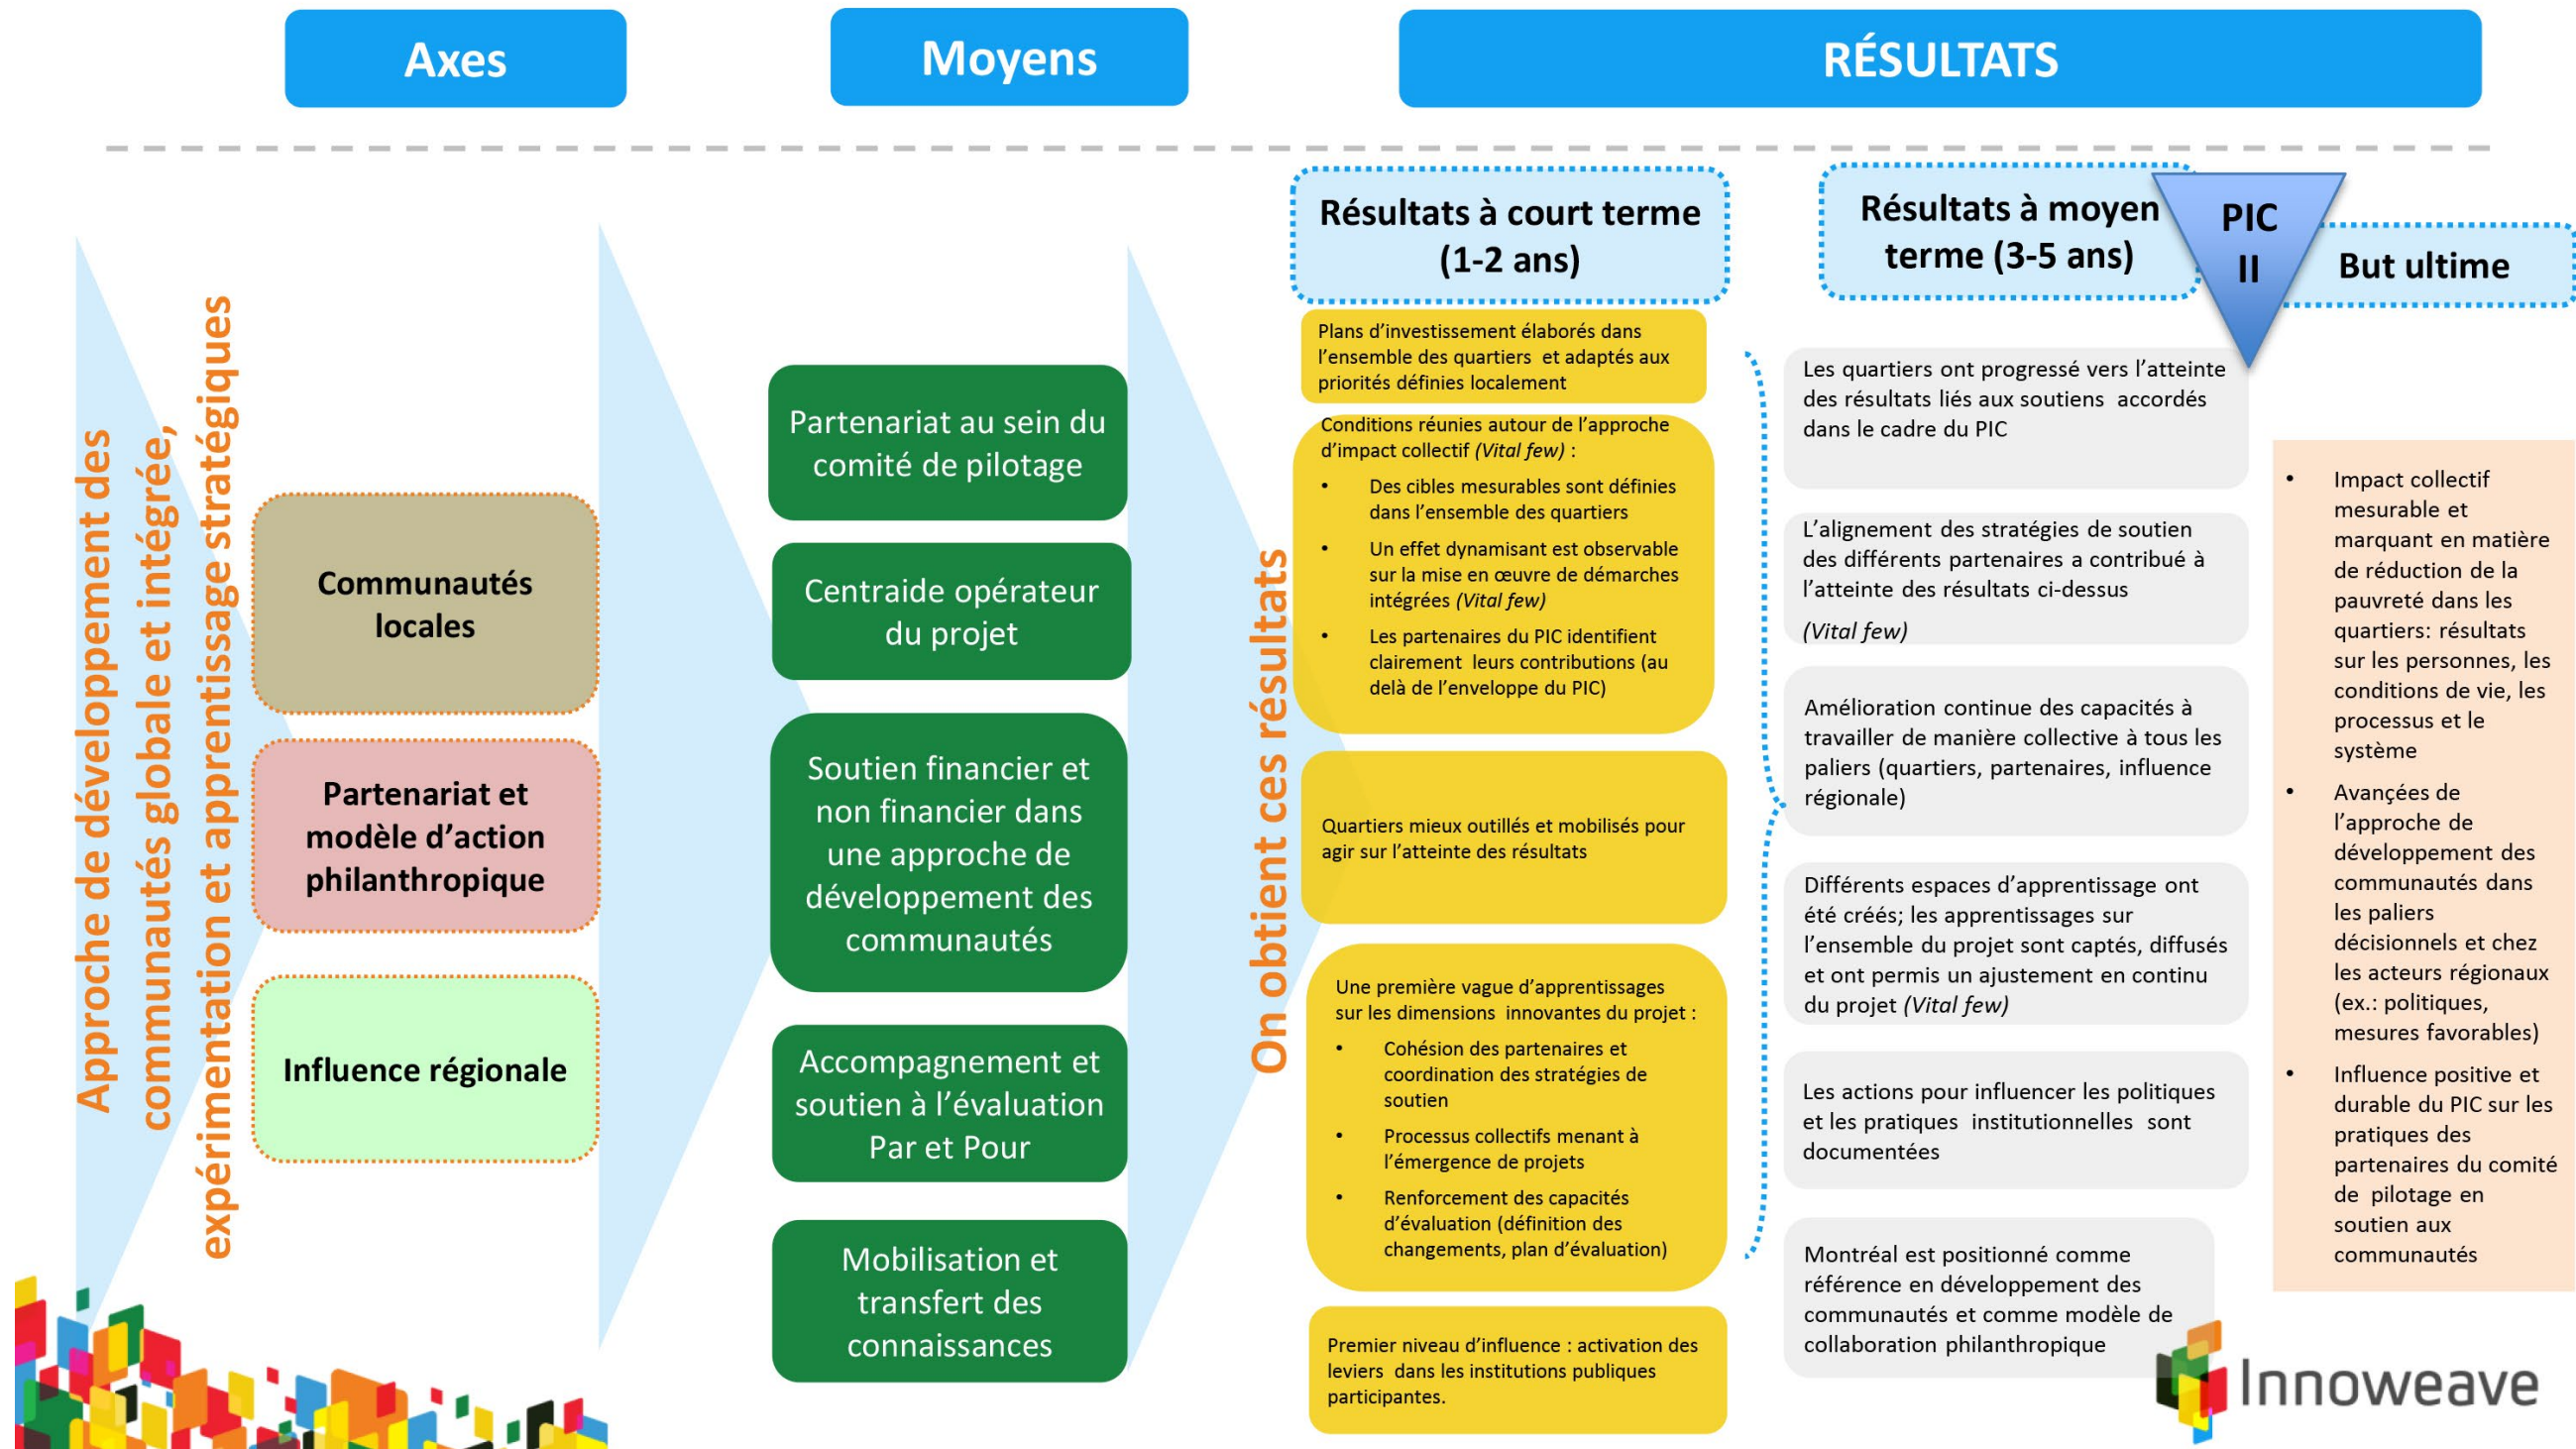 Axes
Moyens
RÉSULTATS
Approche de développement des
communautés globale et intégrée,
expérimentation et apprentissage stratégiques
Communautés
locales
Partenariat et
modèle d’action
philanthropique
Influence régionale
Partenariat au sein du
comité de pilotage
Centraide opérateur
du projet
Soutien financier et
non financier dans
une approche de
développement des
communautés
Accompagnement et
soutien à l’évaluation
Par et Pour
Mobilisation et
transfert des
connaissances
On obtient ces résultats
Résultats à court terme
(1-2 ans)
Plans d’investissement élaborés dans
l’ensemble des quartiers et adaptés aux
priorités définies localement
Conditions réunies autour de l’approche
d’impact collectif (Vital few) :
• Des cibles mesurables sont définies
dans l’ensemble des quartiers
• Un effet dynamisant est observable
sur la mise en œuvre de démarches
intégrées (Vital few)
• Les partenaires du PIC identifient
clairement leurs contributions (au
delà de l’enveloppe du PIC)
Quartiers mieux outillés et mobilisés pour
agir sur l’atteinte des résultats
Une première vague d’apprentissages
sur les dimensions innovantes du projet :
• Cohésion des partenaires et
coordination des stratégies de
soutien
• Processus collectifs menant à
l’émergence de projets
• Renforcement des capacités
d’évaluation (définition des
changements, plan d’évaluation)
Premier niveau d’influence : activation des
leviers dans les institutions publiques
participantes.
Résultats à moyen
terme (3-5 ans)
Les quartiers ont progressé vers l’atteinte
des résultats liés aux soutiens accordés
dans le cadre du PIC
L’alignement des stratégies de soutien
des différents partenaires a contribué à
l’atteinte des résultats ci-dessus
(Vital few)
Amélioration continue des capacités à
travailler de manière collective à tous les
paliers (quartiers, partenaires, influence
régionale)
Différents espaces d’apprentissage ont
été créés; les apprentissages sur
l’ensemble du projet sont captés, diffusés
et ont permis un ajustement en continu
du projet (Vital few)
Les actions pour influencer les politiques
et les pratiques institutionnelles sont
documentées
Montréal est positionné comme
référence en développement des
communautés et comme modèle de
collaboration philanthropique
PIC
II
But ultime
• Impact collectif
mesurable et
marquant en matière
de réduction de la
pauvreté dans les
quartiers: résultats
sur les personnes, les
conditions de vie, les
processus et le
système
• Avançées de
l’approche de
développement des
communautés dans
les paliers
décisionnels et chez
les acteurs régionaux
(ex.: politiques,
mesures favorables)
• Influence positive et
durable du PIC sur les
pratiques des
partenaires du comité
de pilotage en
soutien aux
communautés
Innoweave